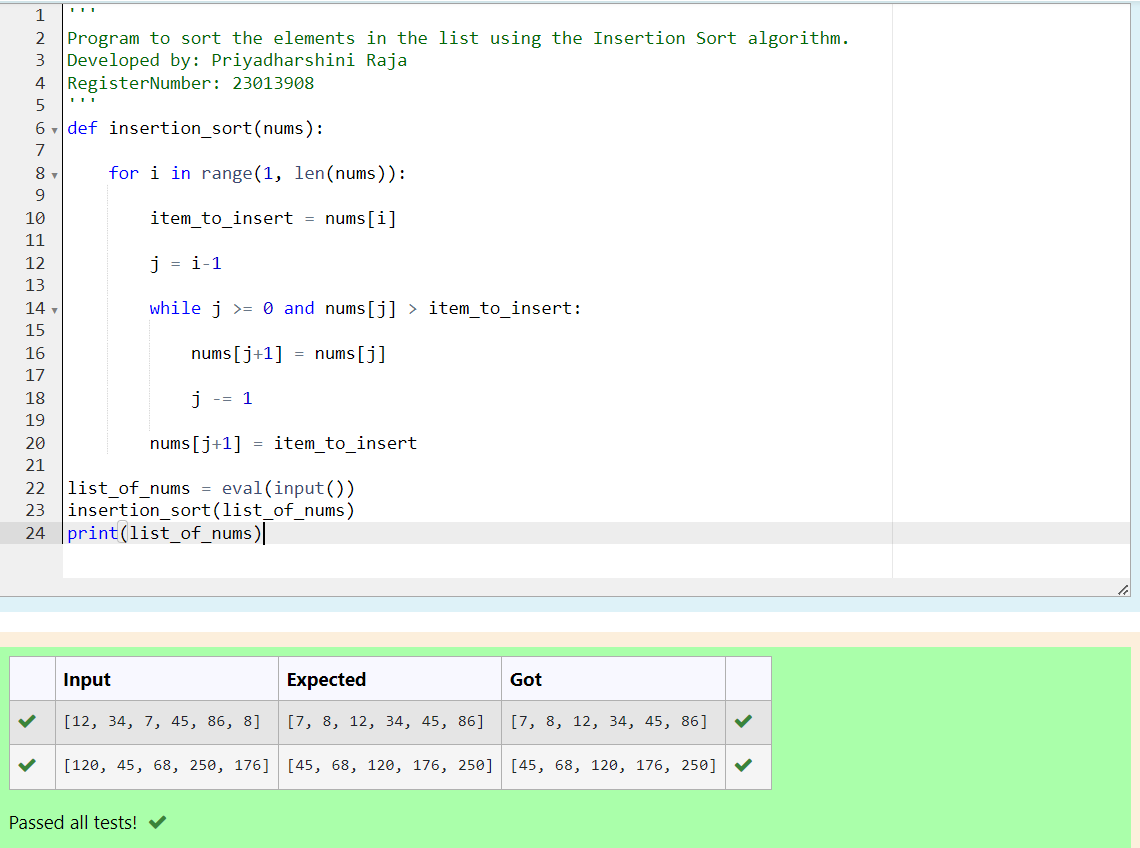 1 '''
2 Program to sort the elements in the list using the Insertion Sort algorithm.
3 Developed by: Priyadharshini Raja
4 RegisterNumber: 23013908
5 '''
6 def insertion_sort(nums):
7
8     for i in range(1, len(nums)):
9
10         item_to_insert = nums[i]
11
12         j = i-1
13
14         while j >= 0 and nums[j] > item_to_insert:
15
16             nums[j+1] = nums[j]
17
18             j -= 1
19
20         nums[j+1] = item_to_insert
21
22 list_of_nums = eval(input())
23 insertion_sort(list_of_nums)
24 print(list_of_nums)
Input Expected Got
[12, 34, 7, 45, 86, 8] [7, 8, 12, 34, 45, 86] [7, 8, 12, 34, 45, 86]
[120, 45, 68, 250, 176] [45, 68, 120, 176, 250] [45, 68, 120, 176, 250]
Passed all tests!